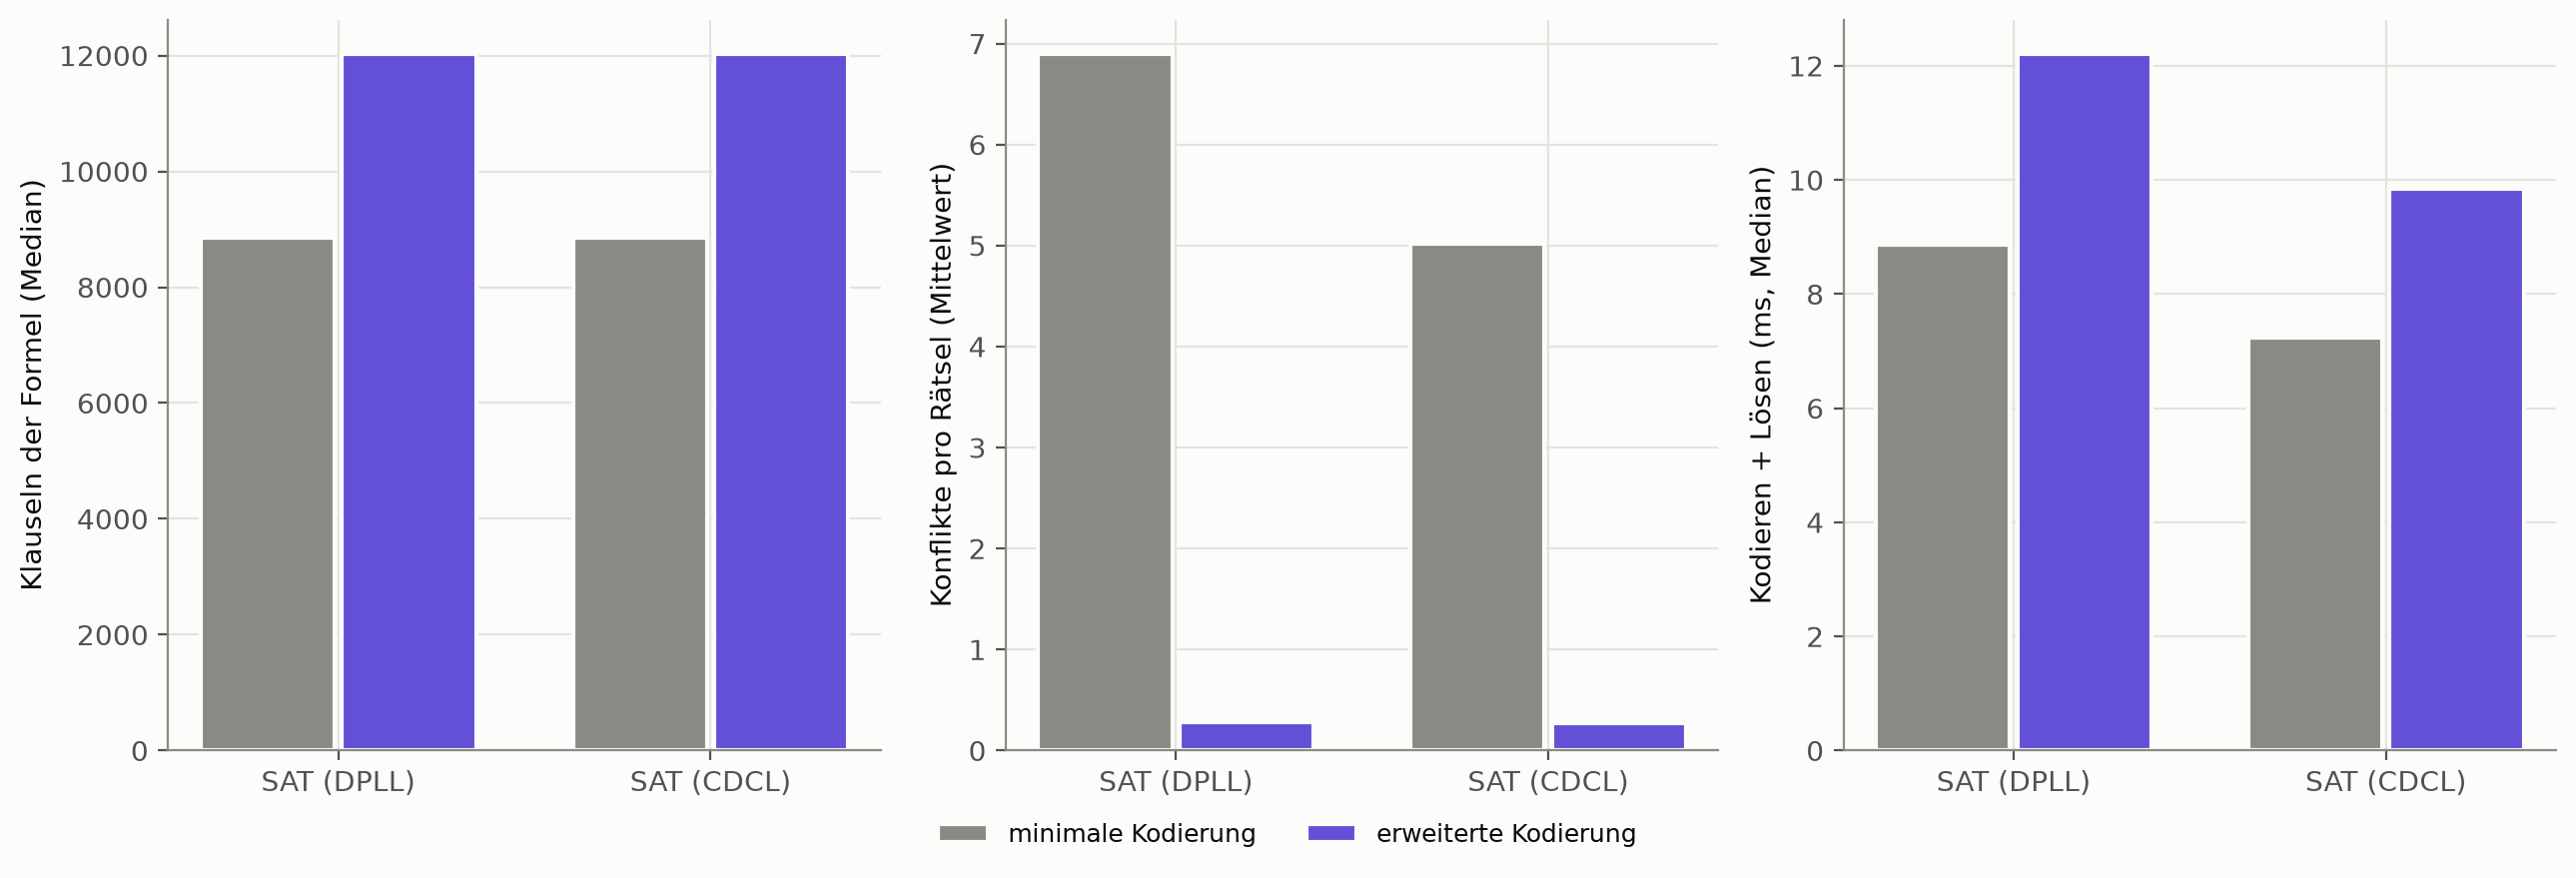 Klauseln der Formel (Median)
12000
10000
8000
6000
4000
2000
0
SAT (DPLL)
SAT (CDCL)
Konflikte pro Rätsel (Mittelwert)
7
6
5
4
3
2
1
0
SAT (DPLL)
SAT (CDCL)
Kodieren + Lösen (ms, Median)
12
10
8
6
4
2
0
SAT (DPLL)
SAT (CDCL)
minimale Kodierung
erweiterte Kodierung